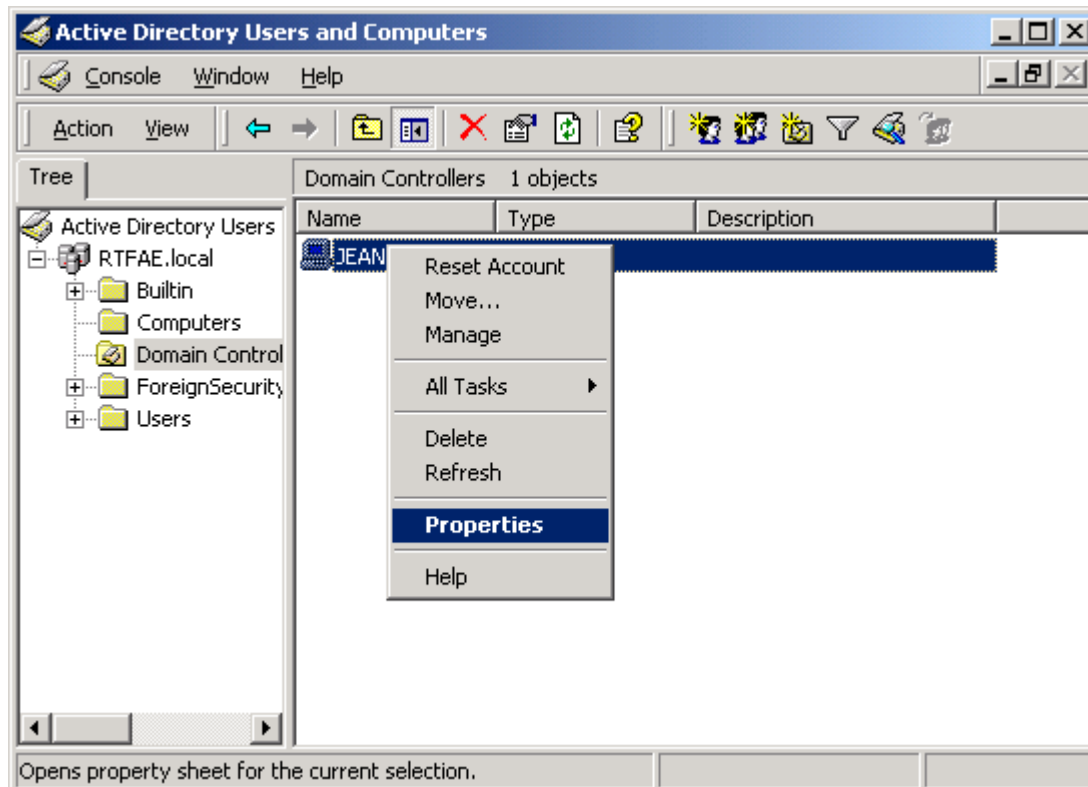 Active Directory Users and Computers
Console Window Help
Action View
Tree
Domain Controllers 1 objects
Name Type Description
Active Directory Users
RTFAE.local
Builtin
Computers
Domain Control
ForeignSecurity
Users
JEAN
Reset Account
Move...
Manage
All Tasks
Delete
Refresh
Properties
Help
Opens property sheet for the current selection.